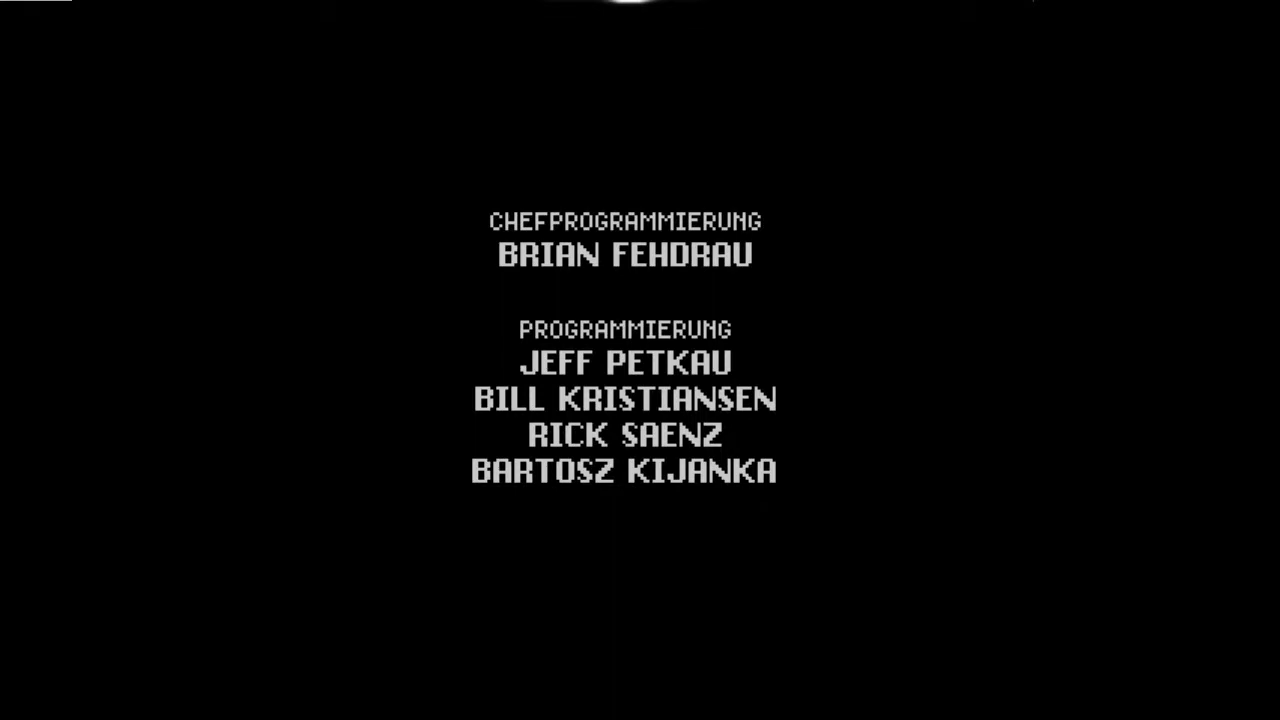 CHEFPROGRAMMIERUNG
BRIAN FEHDRAU
PROGRAMMIERUNG
JEFF PETKAU
BILL KRISTIANSEN
RICK SAENZ
BARTOSZ KIJANKA